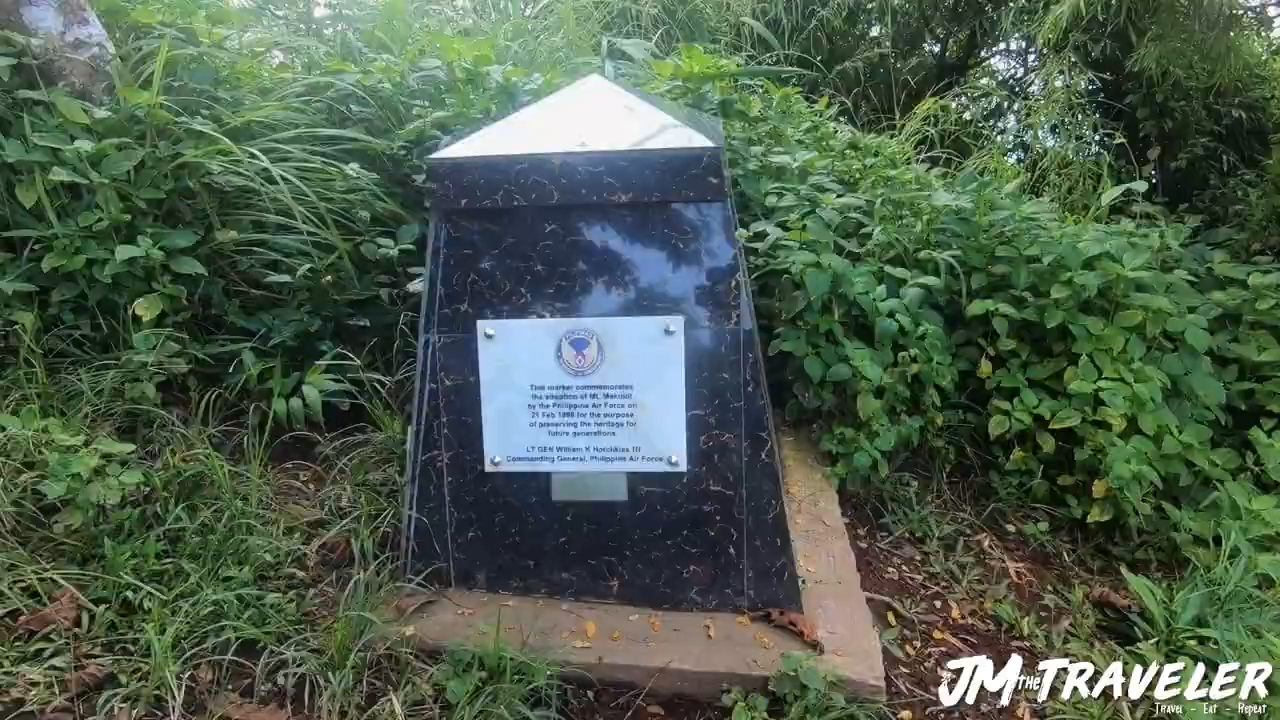 This marker commemorates
the adoption of Mt. Makulot
by the Philippine Air Force on
21 Feb 1998 for the purpose
of preserving the heritage for
future generations.
LT GEN William K Hotchkiss III
Commanding General, Philippine Air Force
JM the TRAVELER
Travel - Eat - Repeat